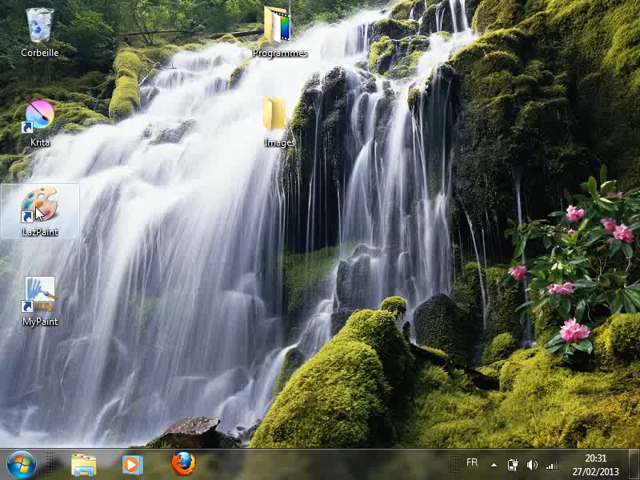 Corbeille
Programmes
Krita
Images
LazPaint
MyPaint
FR
20:31
27/02/2013